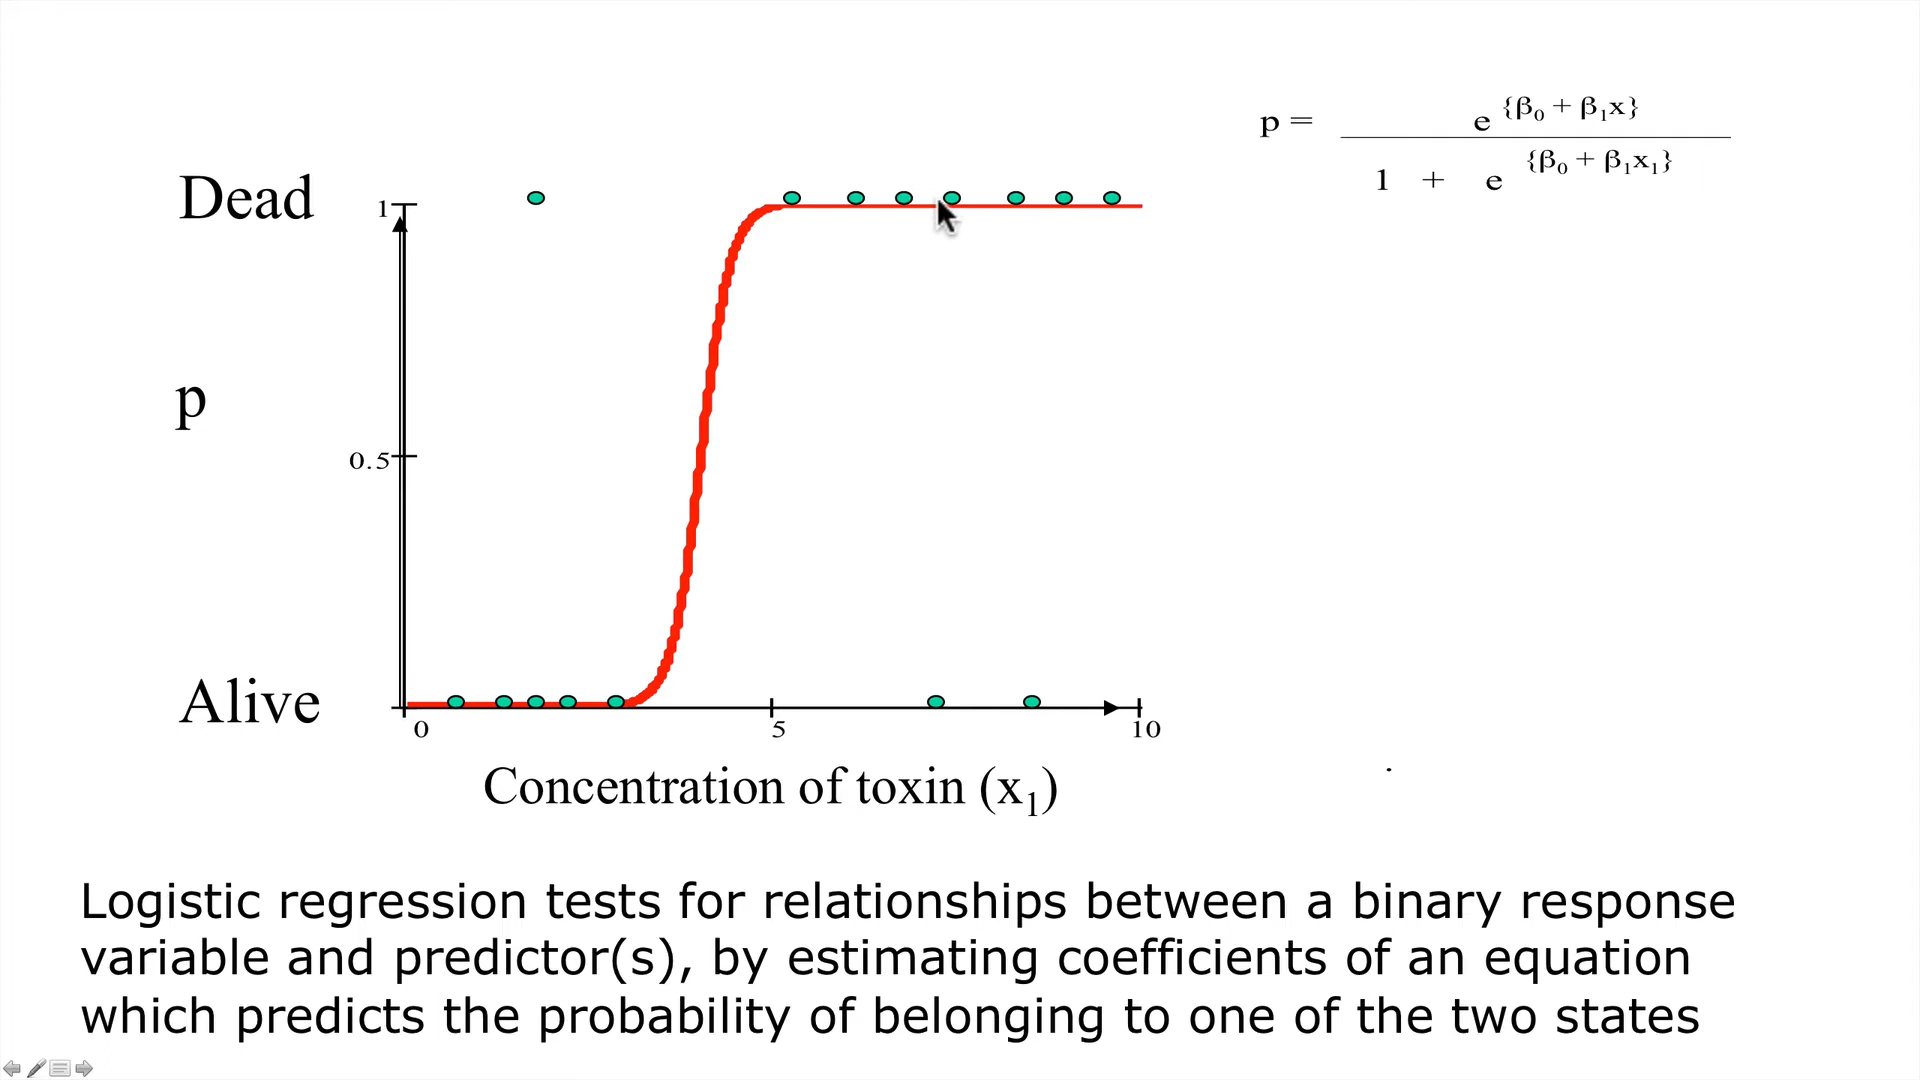 p = e {β₀ + β₁x}
1 + e {β₀ + β₁x₁}
Dead
1
p
0.5
Alive
0 5 10
Concentration of toxin (x₁)
Logistic regression tests for relationships between a binary response
variable and predictor(s), by estimating coefficients of an equation
which predicts the probability of belonging to one of the two states